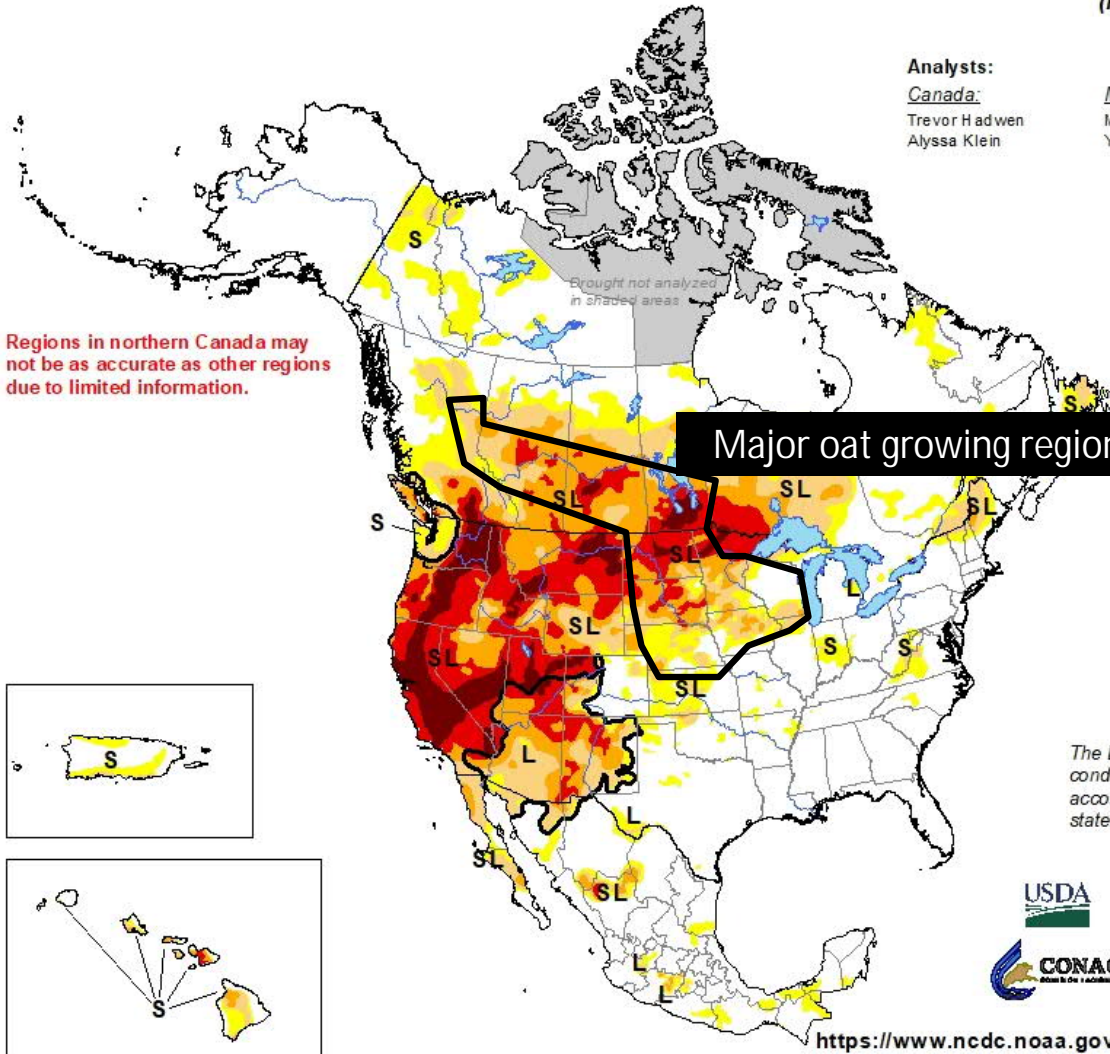 (
Analysts:
Canada:
Trevor Hadwen
Alyssa Klein
M
Y
S
Drought not analyzed
in shaded areas
Regions in northern Canada may
not be as accurate as other regions
due to limited information.
S
Major oat growing region
SL
SL
SL
S
SL
L
SL
SL
S
S
SL
L
S
The
cond
acco
state
L
SL
SL
USDA
L
CONAG
L
S
https://www.ncdc.noaa.gov